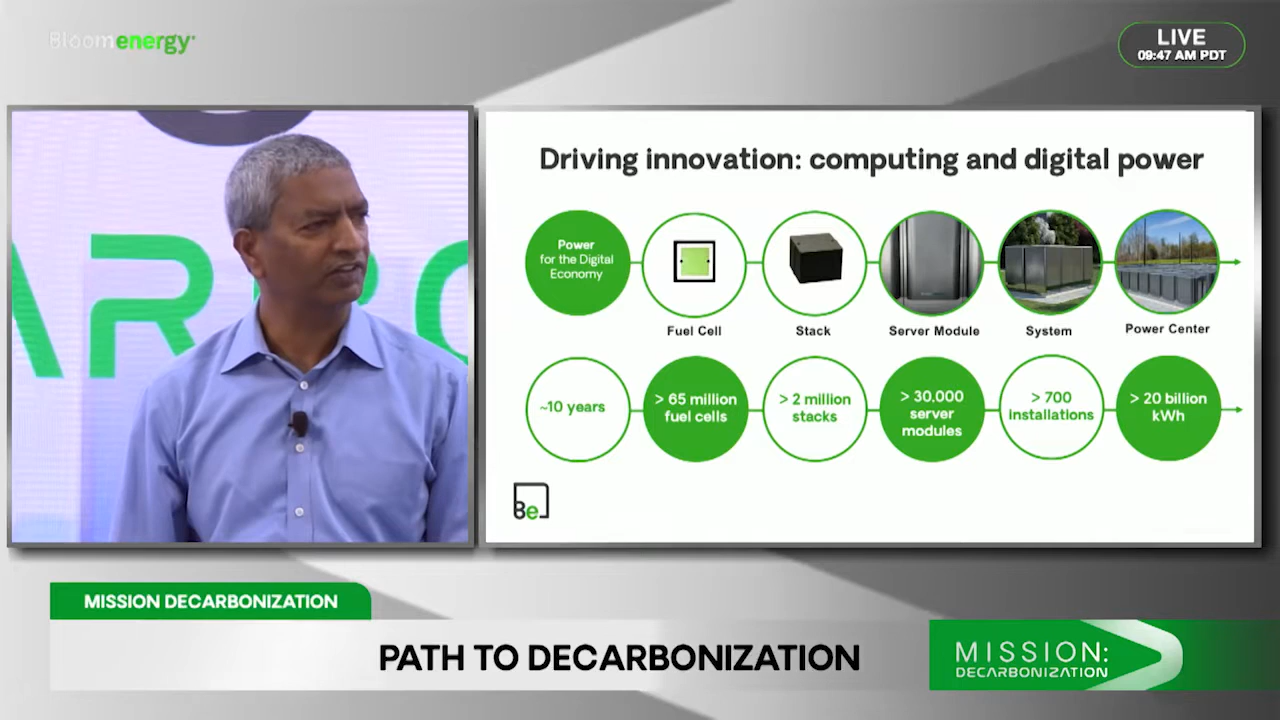 Bloomenergy
LIVE
09:47 AM PDT
Driving innovation: computing and digital power
Power
for the Digital
Economy
Fuel Cell
Stack
Server Module
System
Power Center
~10 years
> 65 million
fuel cells
> 2 million
stacks
> 30,000
server
modules
> 700
installations
> 20 billion
kWh
Be
MISSION DECARBONIZATION
PATH TO DECARBONIZATION
MISSION:
DECARBONIZATION